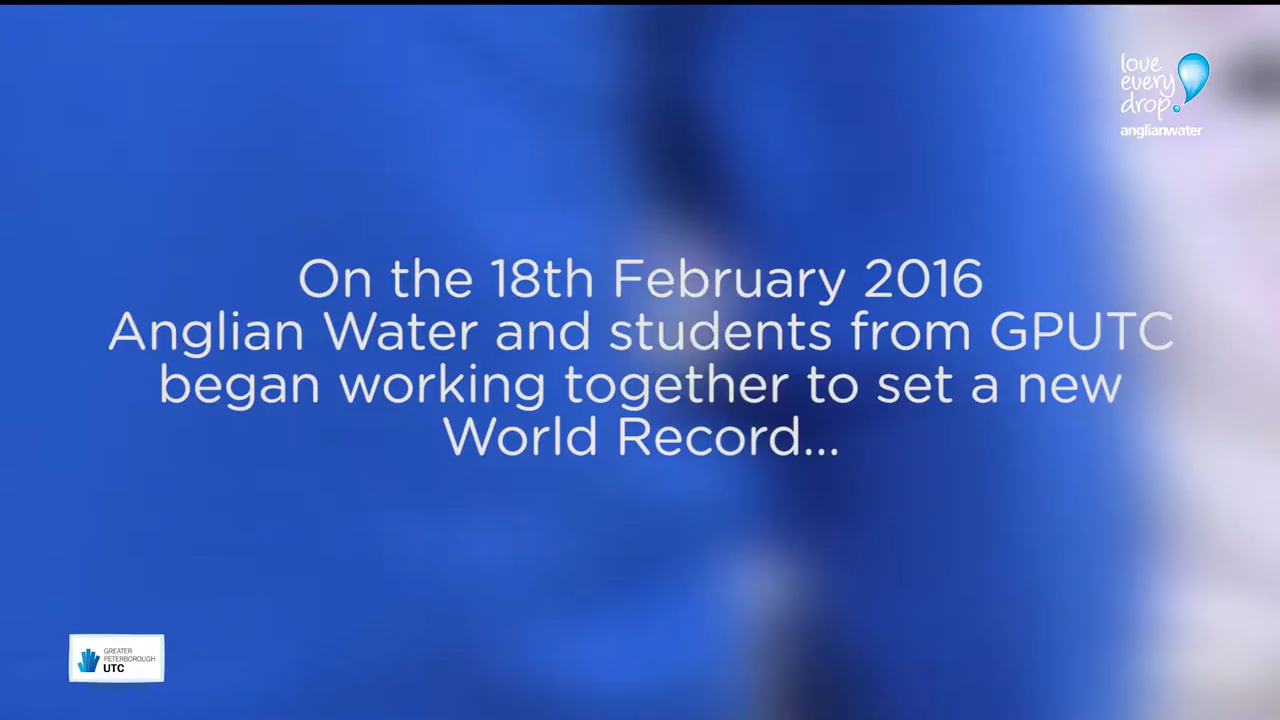 love
every
drop
anglianwater
On the 18th February 2016
Anglian Water and students from GPUTC
began working together to set a new
World Record...
GREATER
PETERBOROUGH
UTC